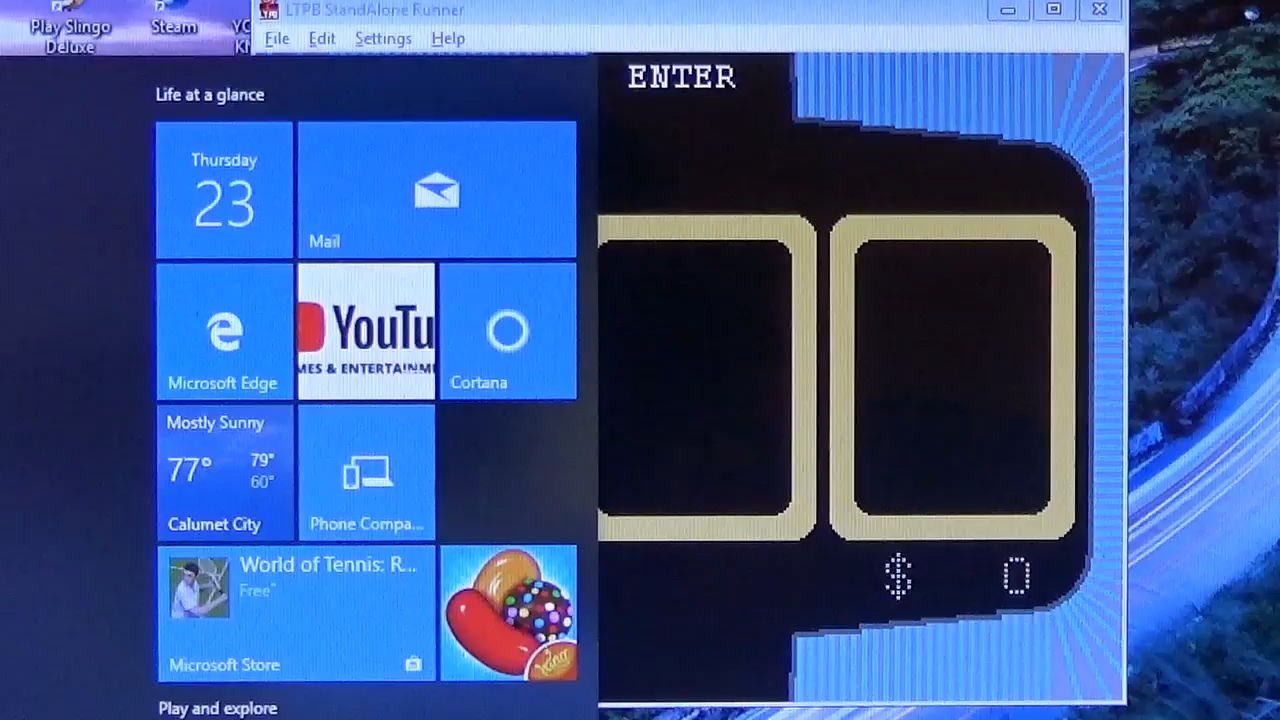 Play Slingo
Deluxe
Steam
LTPB StandAlone Runner
File Edit Settings Help
Life at a glance
ENTER
Thursday
23
Mail
Microsoft Edge
YouTu
MES & ENTERTAINM
Cortana
Mostly Sunny
77°
79°
60°
Calumet City
Phone Compa...
World of Tennis: R...
Free*
Microsoft Store
King
$ 0
Play and explore